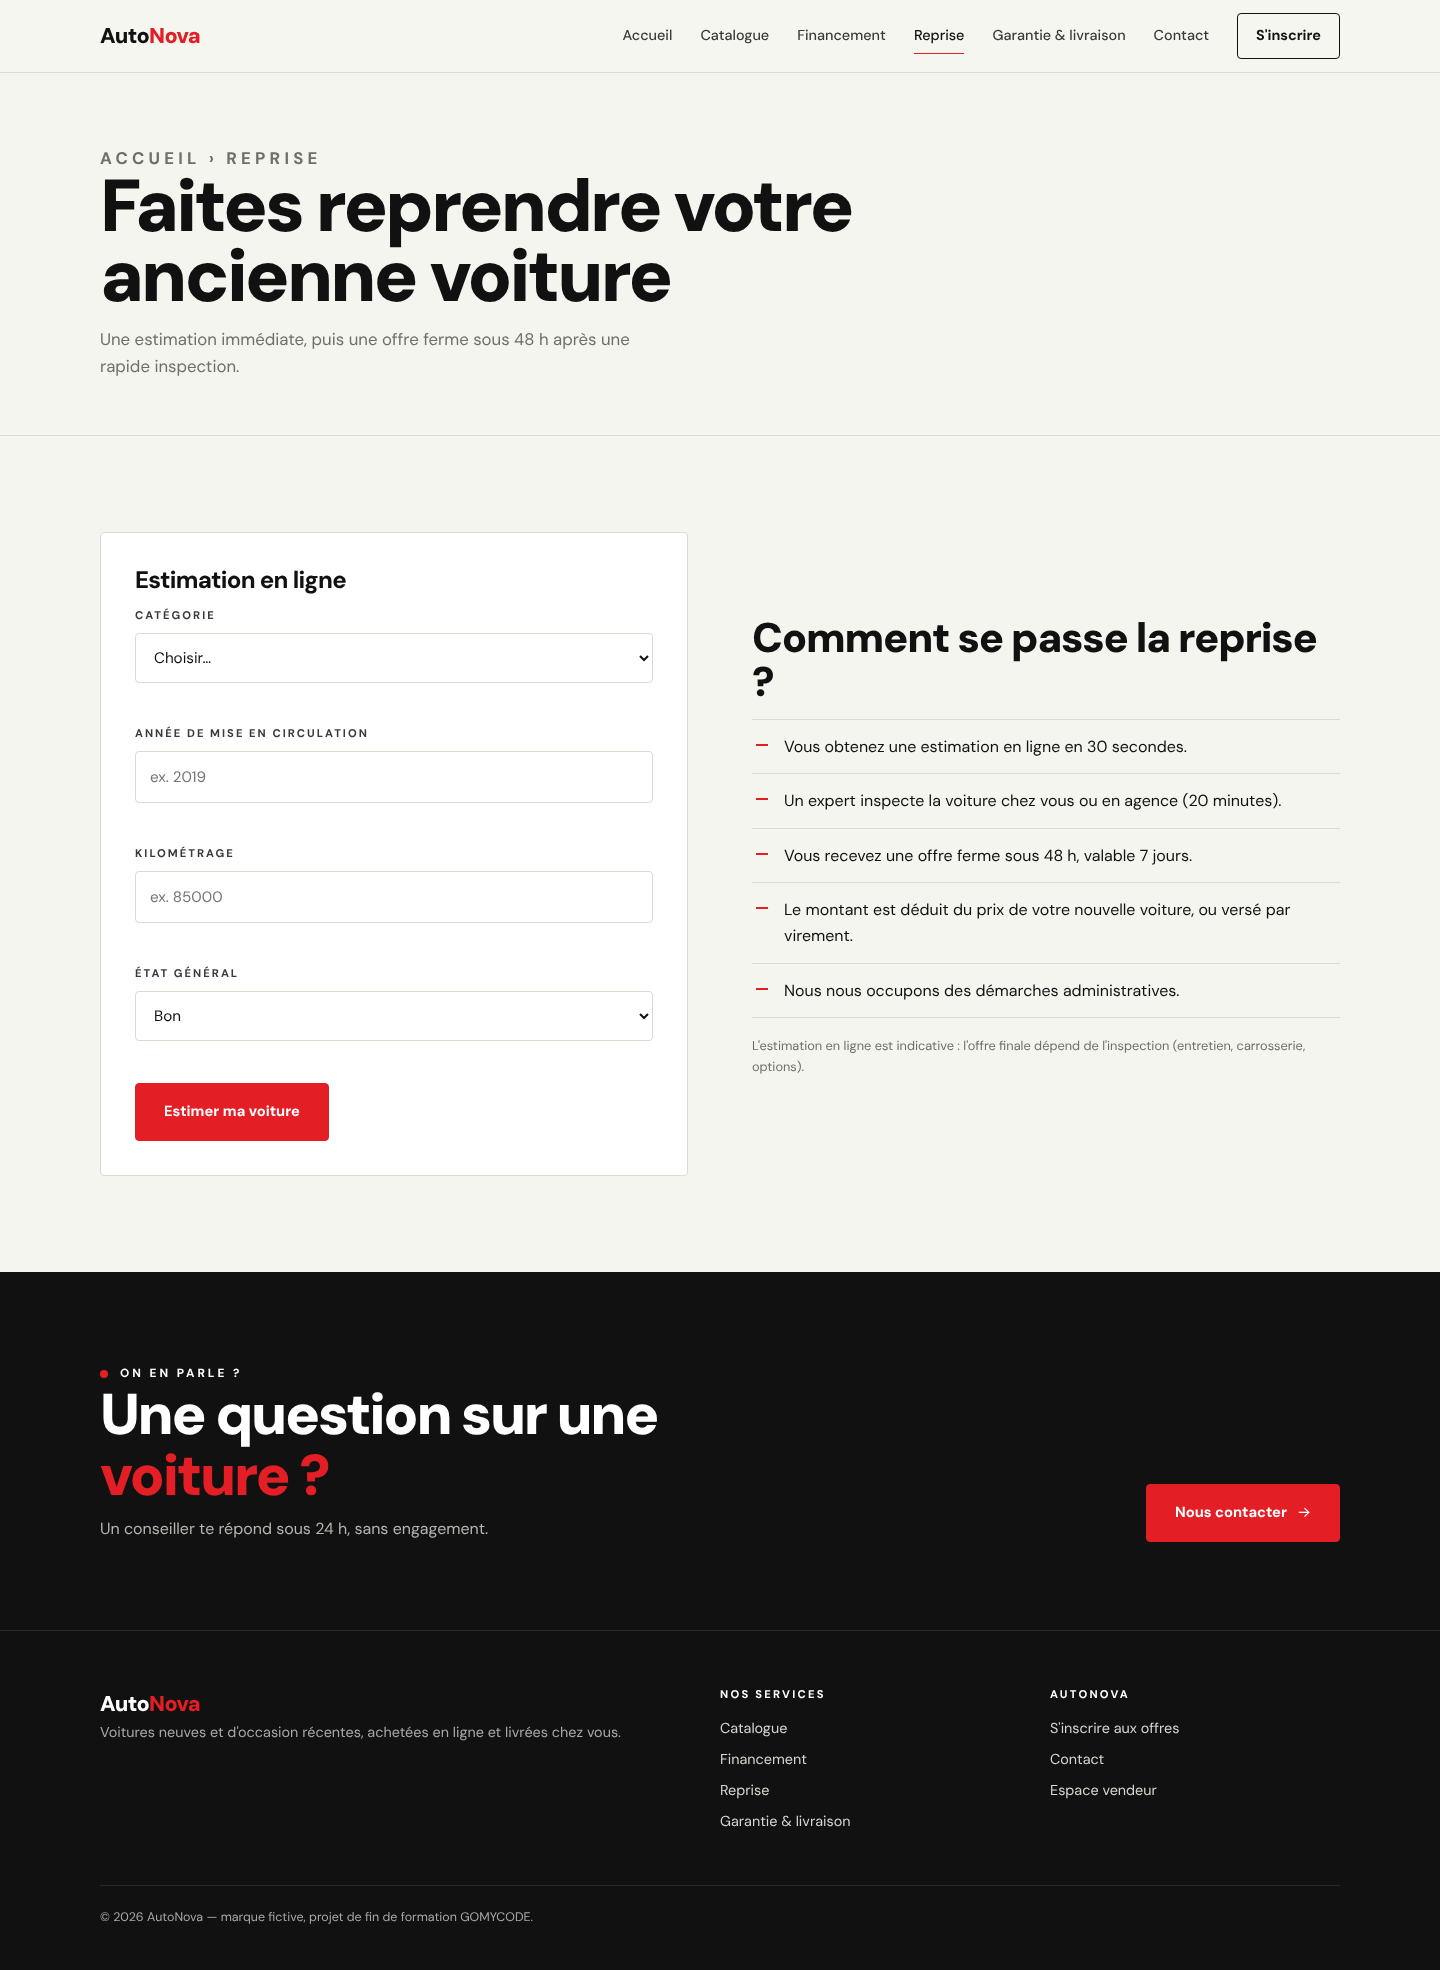 AutoNova
Accueil
Catalogue
Financement
Reprise
Garantie & livraison
Contact
S'inscrire
ACCUEIL › REPRISE
Faites reprendre votre
ancienne voiture
Une estimation immédiate, puis une offre ferme sous 48 h après une
rapide inspection.
Estimation en ligne
CATÉGORIE
Choisir…
ANNÉE DE MISE EN CIRCULATION
ex. 2019
KILOMÉTRAGE
ex. 85000
ÉTAT GÉNÉRAL
Bon
Estimer ma voiture
Comment se passe la reprise
?
Vous obtenez une estimation en ligne en 30 secondes.
Un expert inspecte la voiture chez vous ou en agence (20 minutes).
Vous recevez une offre ferme sous 48 h, valable 7 jours.
Le montant est déduit du prix de votre nouvelle voiture, ou versé par
virement.
Nous nous occupons des démarches administratives.
L'estimation en ligne est indicative : l'offre finale dépend de l'inspection (entretien, carrosserie,
options).
ON EN PARLE ?
Une question sur une
voiture ?
Un conseiller te répond sous 24 h, sans engagement.
Nous contacter →
AutoNova
Voitures neuves et d'occasion récentes, achetées en ligne et livrées chez vous.
NOS SERVICES
Catalogue
Financement
Reprise
Garantie & livraison
AUTONOVA
S'inscrire aux offres
Contact
Espace vendeur
© 2026 AutoNova — marque fictive, projet de fin de formation GOMYCODE.